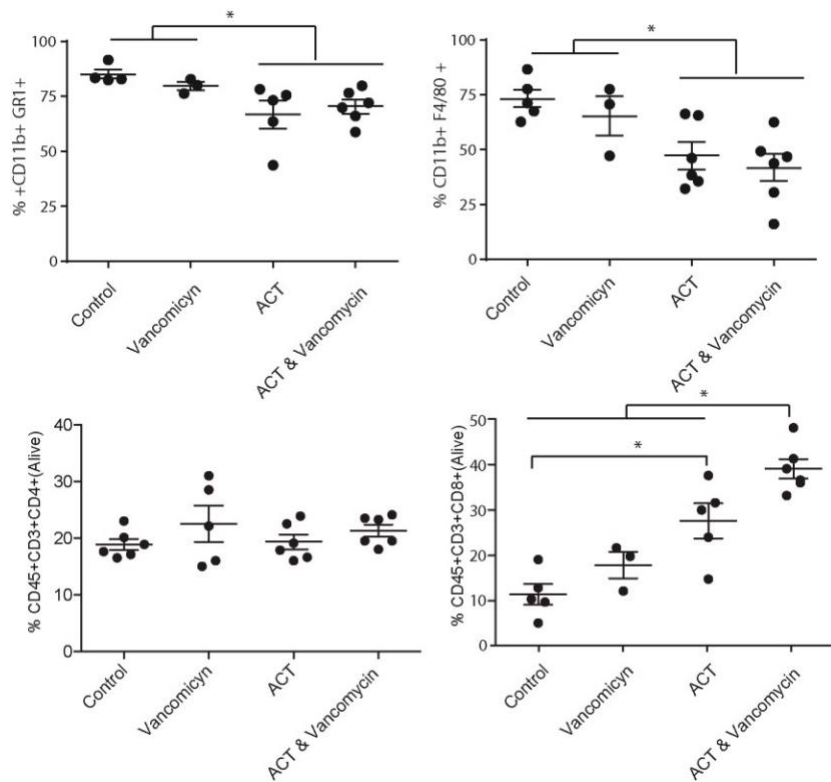 *
100
75
50
25
0
% +CD11b+ GR1+
Control
Vancomicyn
ACT
ACT & Vancomycin
*
100
75
50
25
0
% CD11b+ F4/80 +
Control
Vancomicyn
ACT
ACT & Vancomycin
40
30
20
10
0
% CD45+CD3+CD4+(Alive)
Control
Vancomicyn
ACT
ACT & Vancomycin
*
*
50
40
30
20
10
0
% CD45+CD3+CD8+(Alive)
Control
Vancomicyn
ACT
ACT & Vancomycin